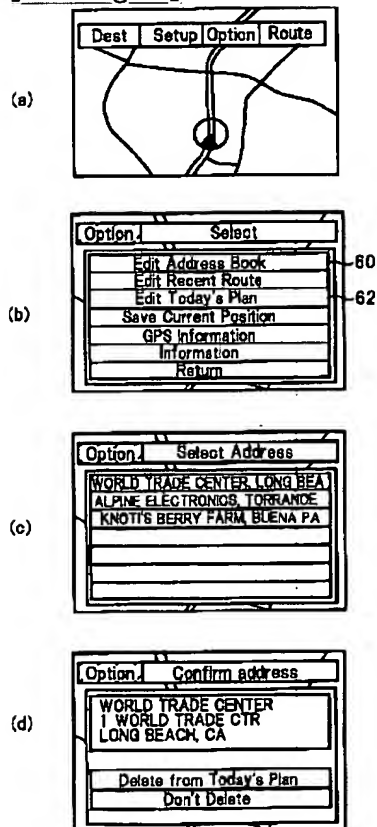 (a)
Dest Setup Option Route
(b)
Option Select
Edit Address Book 60
Edit Recent Route
Edit Today's Plan 62
Save Current Position
GPS Information
Information
Return
(c)
Option Select Address
WORLD TRADE CENTER, LONG BEA
ALPINE ELECTRONICS, TORRANCE
KNOTT'S BERRY FARM, BUENA PA
(d)
Option Confirm address
WORLD TRADE CENTER
1 WORLD TRADE CTR
LONG BEACH, CA
Delete from Today's Plan
Don't Delete